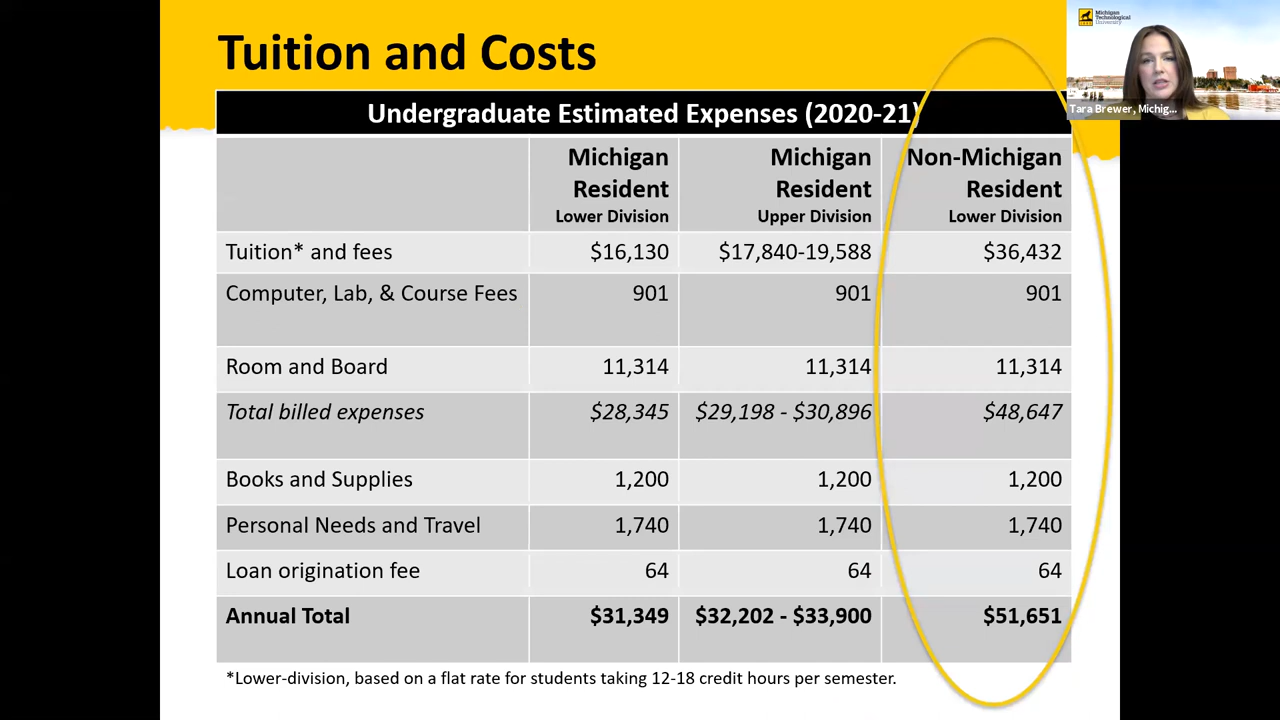 Tuition and Costs
Michigan
Technological
University
Tara Brewer, Michig...
Undergraduate Estimated Expenses (2020-21)
Michigan Resident Lower Division
Michigan Resident Upper Division
Non-Michigan Resident Lower Division
Tuition* and fees $16,130 $17,840-19,588 $36,432
Computer, Lab, & Course Fees 901 901 901
Room and Board 11,314 11,314 11,314
Total billed expenses $28,345 $29,198 - $30,896 $48,647
Books and Supplies 1,200 1,200 1,200
Personal Needs and Travel 1,740 1,740 1,740
Loan origination fee 64 64 64
Annual Total $31,349 $32,202 - $33,900 $51,651
*Lower-division, based on a flat rate for students taking 12-18 credit hours per semester.